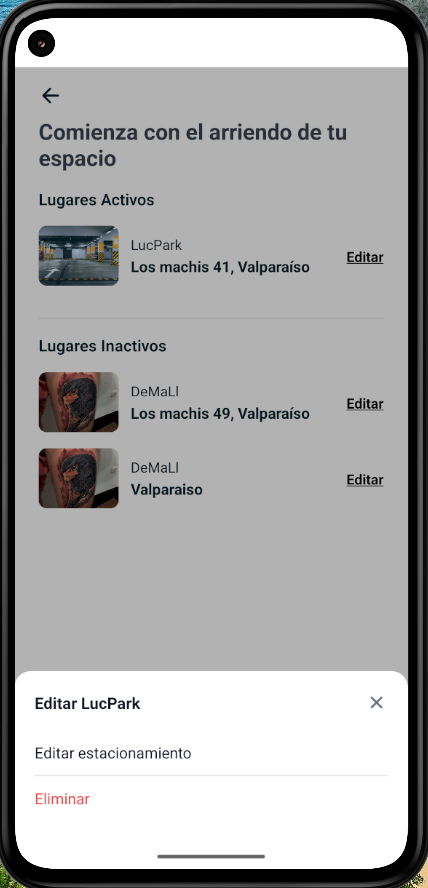 Comienza con el arriendo de tu
espacio
Lugares Activos
LucPark
Los machis 41, Valparaíso
Editar
Lugares Inactivos
DeMaLl
Los machis 49, Valparaíso
Editar
DeMaLl
Valparaiso
Editar
Editar LucPark
Editar estacionamiento
Eliminar